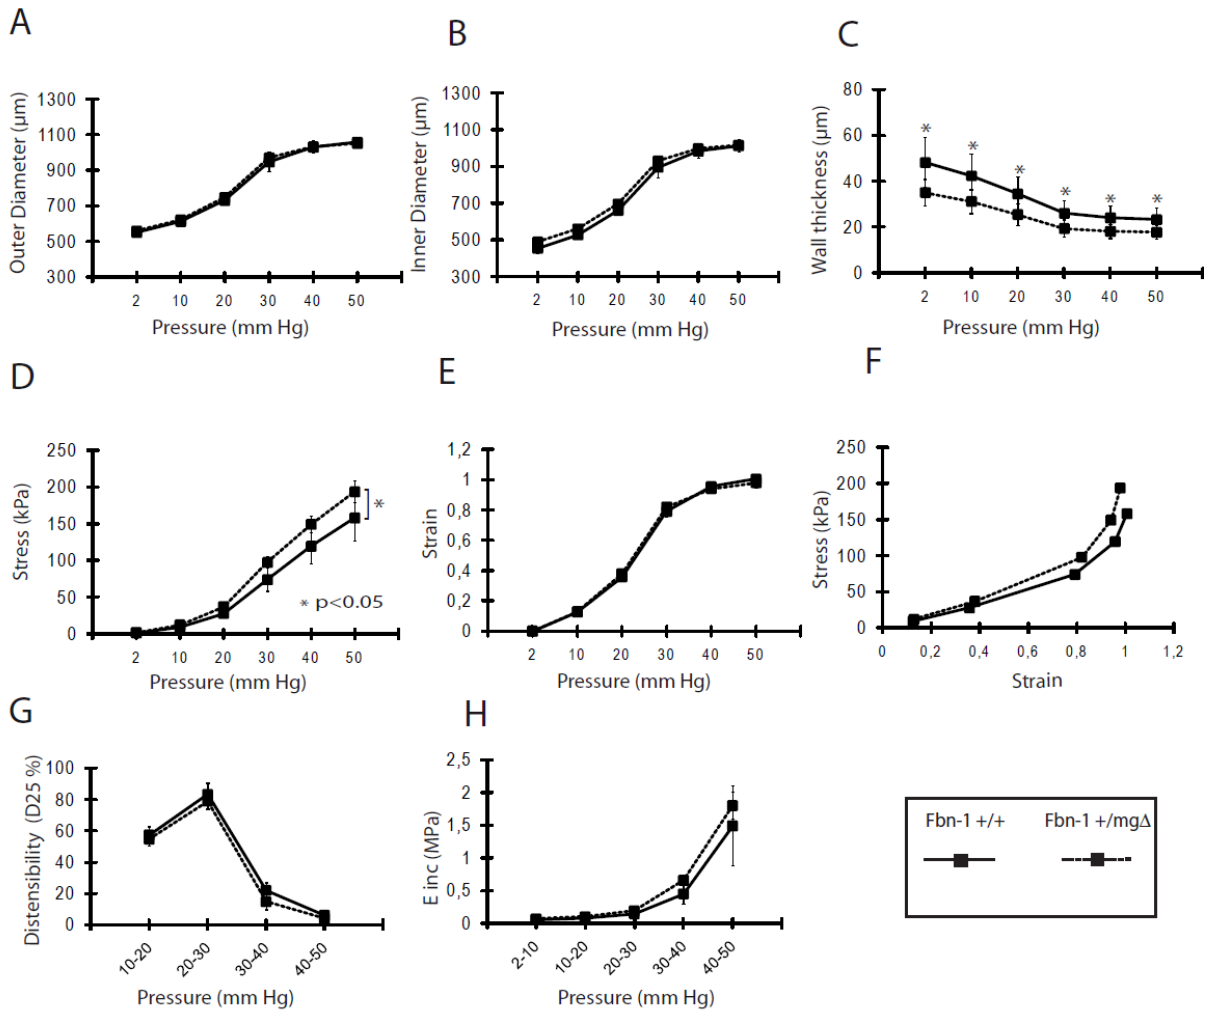 A
B
C
Outer Diameter (µm)
1300
1100
900
700
500
300
2 10 20 30 40 50
Pressure (mm Hg)
Inner Diameter (µm)
1300
1100
900
700
500
300
2 10 20 30 40 50
Pressure (mm Hg)
Wall thickness (µm)
80
60
40
20
0
* * * * * *
2 10 20 30 40 50
Pressure (mm Hg)
D
E
F
Stress (kPa)
250
200
150
100
50
0
*
* p<0.05
2 10 20 30 40 50
Pressure (mm Hg)
Strain
1,2
1
0,8
0,6
0,4
0,2
0
2 10 20 30 40 50
Pressure (mm Hg)
Stress (kPa)
250
200
150
100
50
0
0 0,2 0,4 0,6 0,8 1 1,2
Strain
G
H
Distensibility (D25 %)
100
80
60
40
20
0
10-20 20-30 30-40 40-50
Pressure (mm Hg)
E inc (MPa)
2,5
2
1,5
1
0,5
0
2-10 10-20 20-30 30-40 40-50
Pressure (mm Hg)
Fbn-1 +/+ Fbn-1 +/mgΔ